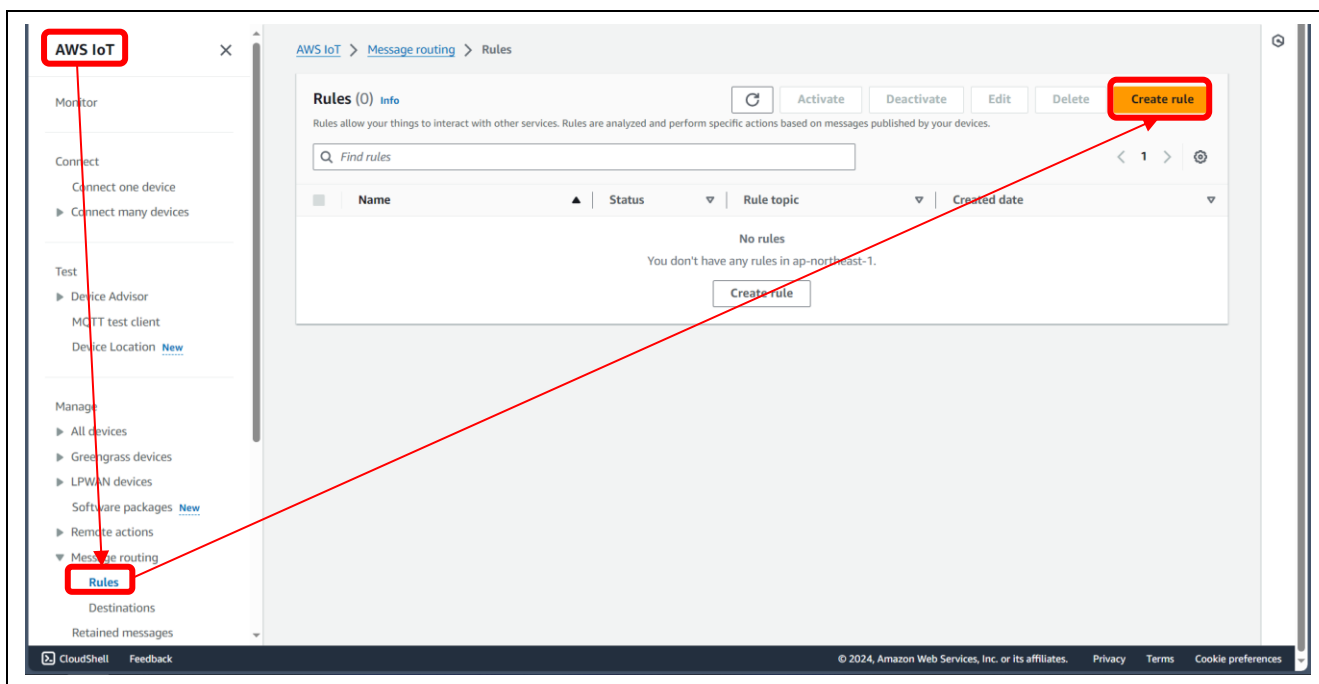 AWS IoT
Monitor
Connect
Connect one device
Connect many devices
Test
Device Advisor
MQTT test client
Device Location New
Manage
All devices
Greengrass devices
LPWAN devices
Software packages New
Remote actions
Message routing
Rules
Destinations
Retained messages
AWS IoT > Message routing > Rules
Rules (0) Info
Activate Deactivate Edit Delete Create rule
Rules allow your things to interact with other services. Rules are analyzed and perform specific actions based on messages published by your devices.
Find rules
1
Name Status Rule topic Created date
No rules
You don't have any rules in ap-northeast-1.
Create rule
CloudShell Feedback © 2024, Amazon Web Services, Inc. or its affiliates. Privacy Terms Cookie preferences